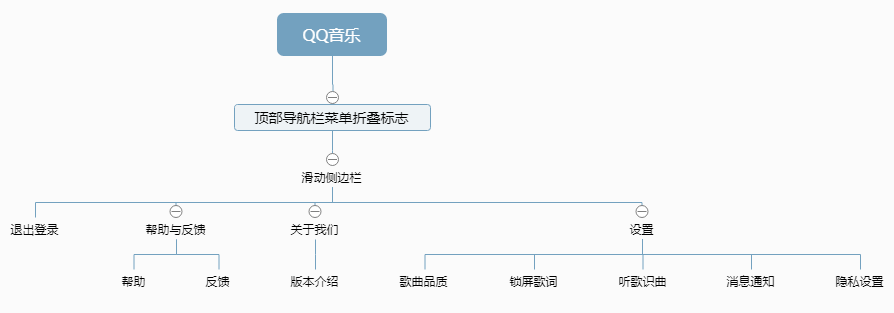 QQ音乐
顶部导航栏菜单折叠标志
滑动侧边栏
退出登录 帮助与反馈 关于我们 设置
帮助 反馈 版本介绍 歌曲品质 锁屏歌词 听歌识曲 消息通知 隐私设置